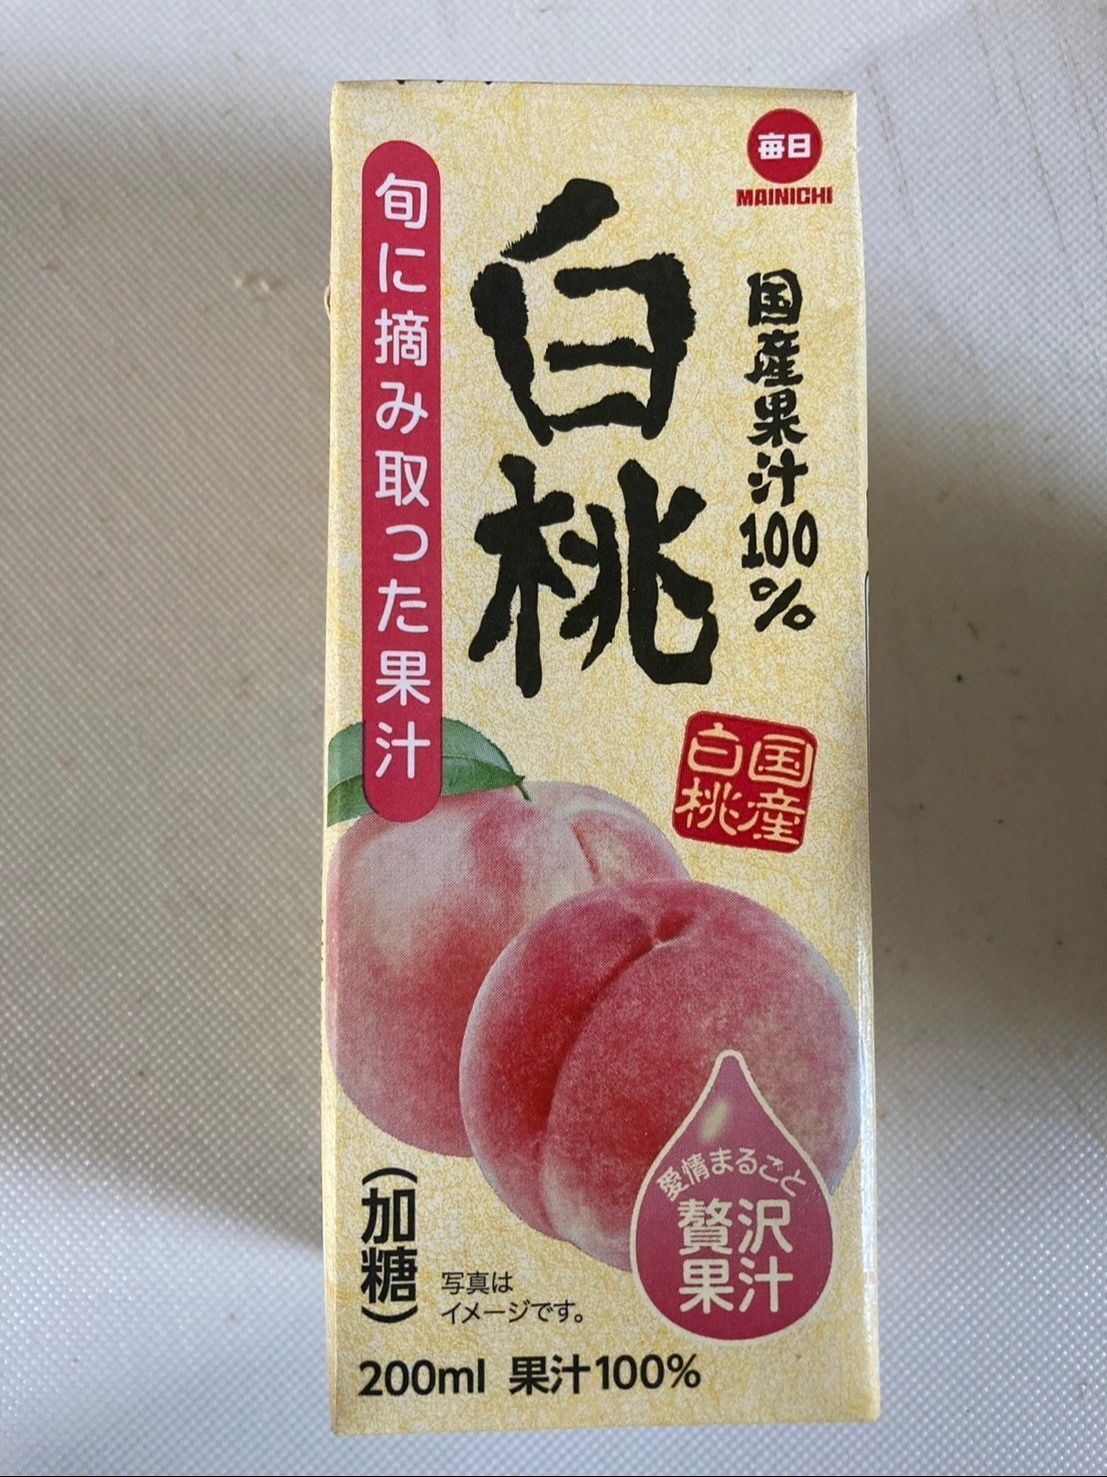 毎日
MAINICHI
国産果汁100%
白桃
旬に摘み取った果汁
国産
白桃
愛情まるごと
贅沢
果汁
(加糖)
写真は
イメージです。
200ml 果汁100%